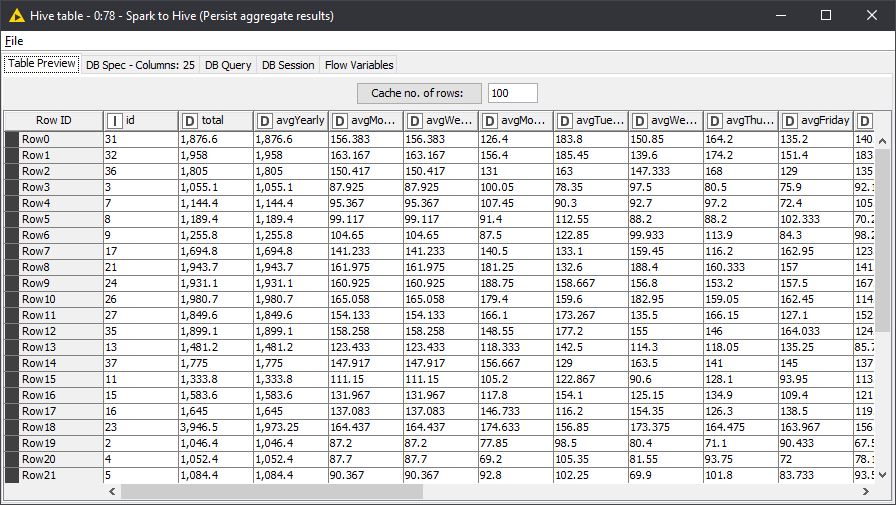 Hive table - 0:78 - Spark to Hive (Persist aggregate results)
File
Table Preview DB Spec - Columns: 25 DB Query DB Session Flow Variables
Cache no. of rows: 100
Row ID I id D total D avgYearly D avgMo... D avgWe... D avgMo... D avgTue... D avgWe... D avgThu... D avgFriday D
Row0 31 1,876.6 1,876.6 156.383 156.383 126.4 183.8 150.85 164.2 135.2 140
Row1 32 1,958 1,958 163.167 163.167 156.4 185.45 139.6 174.2 151.4 183
Row2 36 1,805 1,805 150.417 150.417 131 163 147.333 168 129 135
Row3 3 1,055.1 1,055.1 87.925 87.925 100.05 78.35 97.5 80.5 75.9 92.1
Row4 7 1,144.4 1,144.4 95.367 95.367 107.45 90.3 92.7 97.2 72.4 105
Row5 8 1,189.4 1,189.4 99.117 99.117 91.4 112.55 88.2 88.2 102.333 70.2
Row6 9 1,255.8 1,255.8 104.65 104.65 87.5 122.85 99.933 113.9 84.3 98.2
Row7 17 1,694.8 1,694.8 141.233 141.233 140.5 133.1 159.45 116.2 162.95 123
Row8 21 1,943.7 1,943.7 161.975 161.975 181.25 132.6 188.4 160.333 157 141
Row9 24 1,931.1 1,931.1 160.925 160.925 188.75 158.667 156.8 153.2 157.5 167
Row10 26 1,980.7 1,980.7 165.058 165.058 179.4 159.6 182.95 159.05 162.45 114
Row11 27 1,849.6 1,849.6 154.133 154.133 166.1 173.267 135.5 166.15 127.1 152
Row12 35 1,899.1 1,899.1 158.258 158.258 148.55 177.2 155 146 164.033 124
Row13 13 1,481.2 1,481.2 123.433 123.433 118.333 142.5 114.3 118.05 135.25 85.7
Row14 37 1,775 1,775 147.917 147.917 156.667 129 163.5 141 145 137
Row15 11 1,333.8 1,333.8 111.15 111.15 105.2 122.867 90.6 128.1 93.95 113
Row16 15 1,583.6 1,583.6 131.967 131.967 117.8 154.1 125.15 134.9 109.4 121
Row17 16 1,645 1,645 137.083 137.083 146.733 116.2 154.35 126.3 138.5 119
Row18 23 3,946.5 1,973.25 164.437 164.437 174.633 156.85 173.375 164.475 163.967 156
Row19 2 1,046.4 1,046.4 87.2 87.2 77.85 98.5 80.4 71.1 90.433 67.5
Row20 4 1,052.4 1,052.4 87.7 87.7 69.2 105.35 81.55 93.75 72 78.1
Row21 5 1,084.4 1,084.4 90.367 90.367 92.8 102.25 69.9 101.8 83.733 93.5